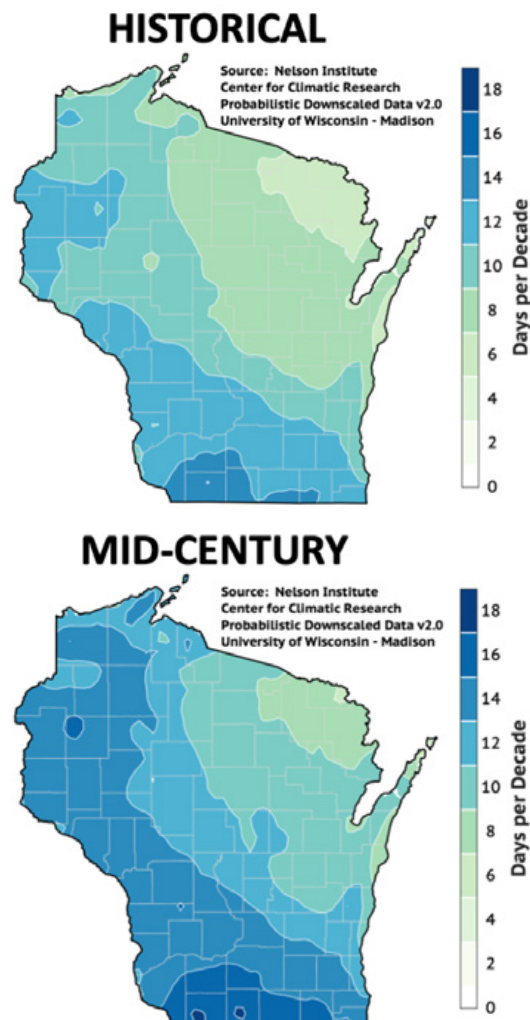 HISTORICAL
Source: Nelson Institute
Center for Climatic Research
Probabilistic Downscaled Data v2.0
University of Wisconsin - Madison
18
16
14
12
10
8
6
4
2
0
Days per Decade
MID-CENTURY
Source: Nelson Institute
Center for Climatic Research
Probabilistic Downscaled Data v2.0
University of Wisconsin - Madison
18
16
14
12
10
8
6
4
2
0
Days per Decade